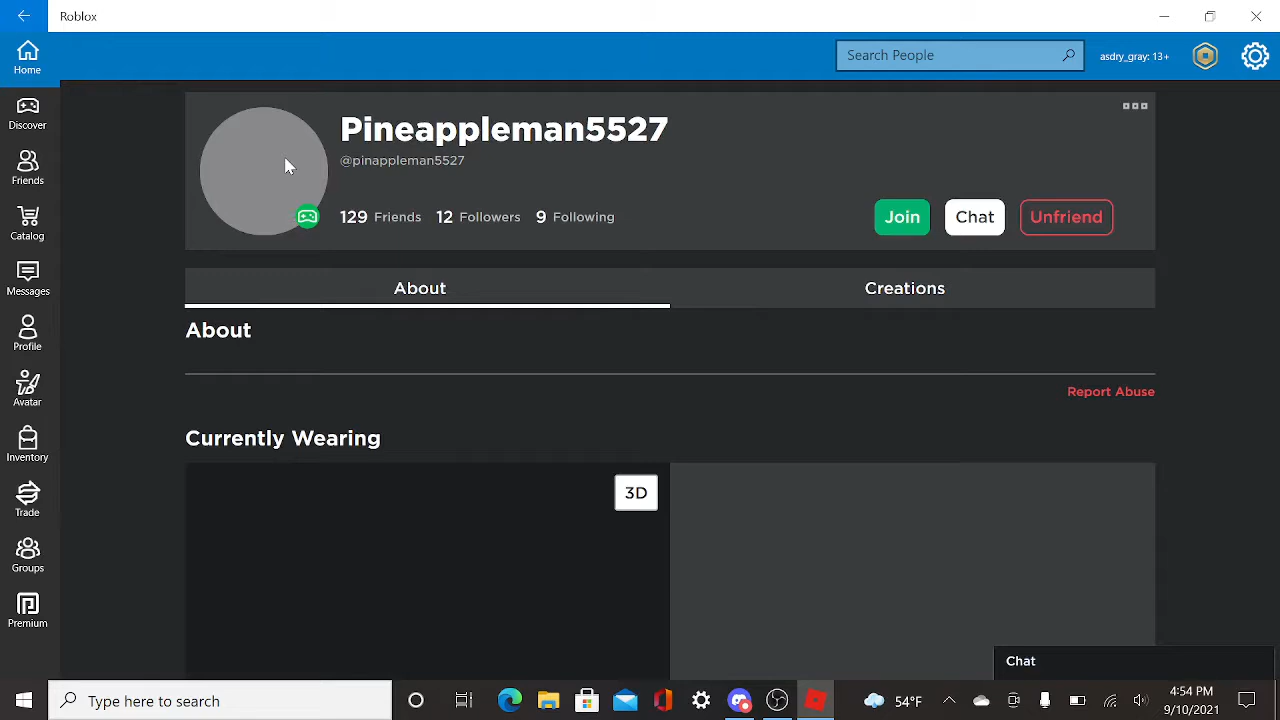 Roblox
Home
Search People
asdry_gray: 13+
Discover
Friends
Catalog
Messages
Profile
Avatar
Inventory
Trade
Groups
Premium
Pineappleman5527
@pinappleman5527
129 Friends 12 Followers 9 Following
Join Chat Unfriend
About Creations
About
Report Abuse
Currently Wearing
3D
Chat
Type here to search
54°F
4:54 PM
9/10/2021